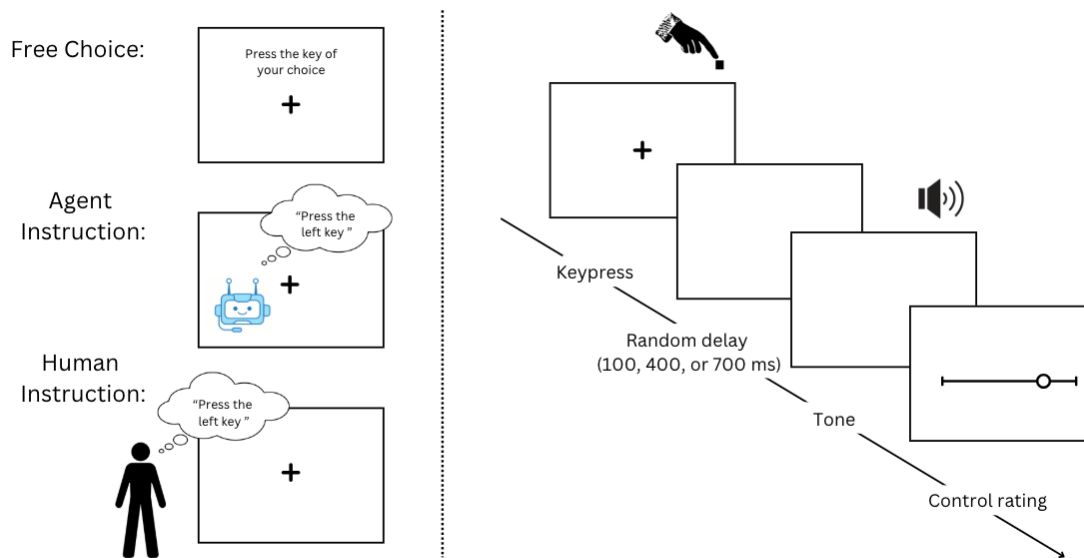 Free Choice:
Press the key of
your choice
Agent
Instruction:
“Press the
left key ”
Human
Instruction:
“Press the
left key ”
Keypress
Random delay
(100, 400, or 700 ms)
Tone
Control rating